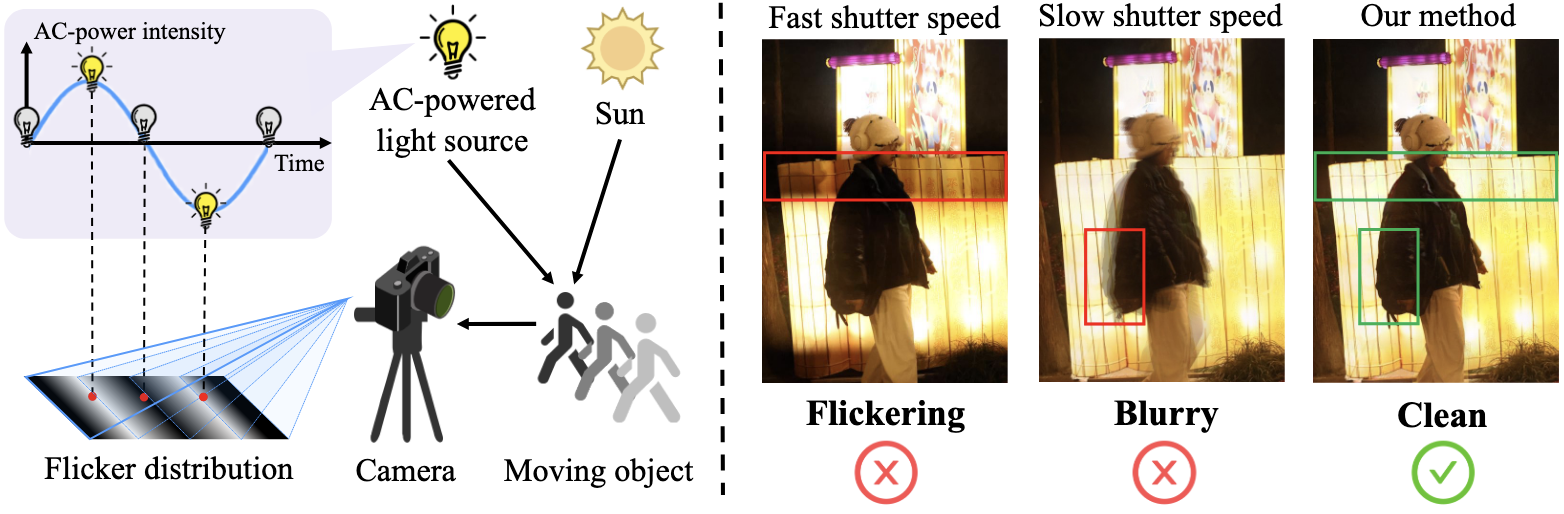 AC-power intensity
Time
AC-powered
light source
Sun
Flicker distribution
Camera
Moving object
Fast shutter speed
Slow shutter speed
Our method
Flickering
Blurry
Clean